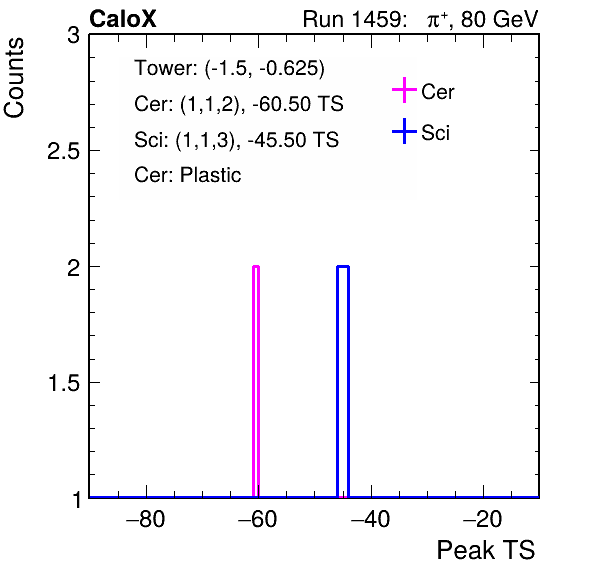 CaloX Run 1459: π⁺, 80 GeV
Counts
3
2.5
2
1.5
1
Tower: (-1.5, -0.625)
Cer: (1,1,2), -60.50 TS
Sci: (1,1,3), -45.50 TS
Cer: Plastic
Cer
Sci
−80 −60 −40 −20
Peak TS